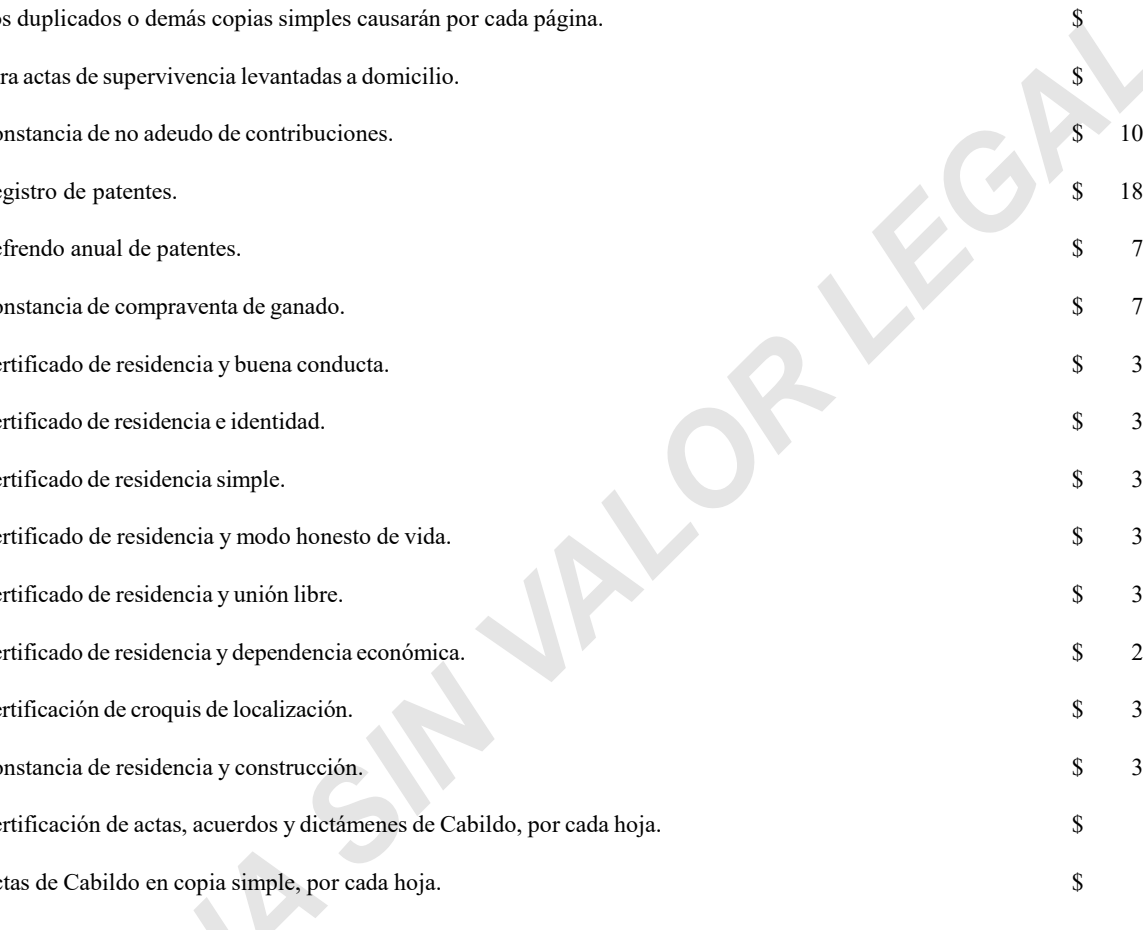 os duplicados o demás copias simples causarán por cada página. $
ra actas de supervivencia levantadas a domicilio. $
onstancia de no adeudo de contribuciones. $ 10
egistro de patentes. $ 18
efrendo anual de patentes. $ 7
onstancia de compraventa de ganado. $ 7
ertificado de residencia y buena conducta. $ 3
ertificado de residencia e identidad. $ 3
ertificado de residencia simple. $ 3
ertificado de residencia y modo honesto de vida. $ 3
ertificado de residencia y unión libre. $ 3
ertificado de residencia y dependencia económica. $ 2
ertificación de croquis de localización. $ 3
onstancia de residencia y construcción. $ 3
ertificación de actas, acuerdos y dictámenes de Cabildo, por cada hoja. $
ctas de Cabildo en copia simple, por cada hoja. $
IA SIN VALOR LEGAL